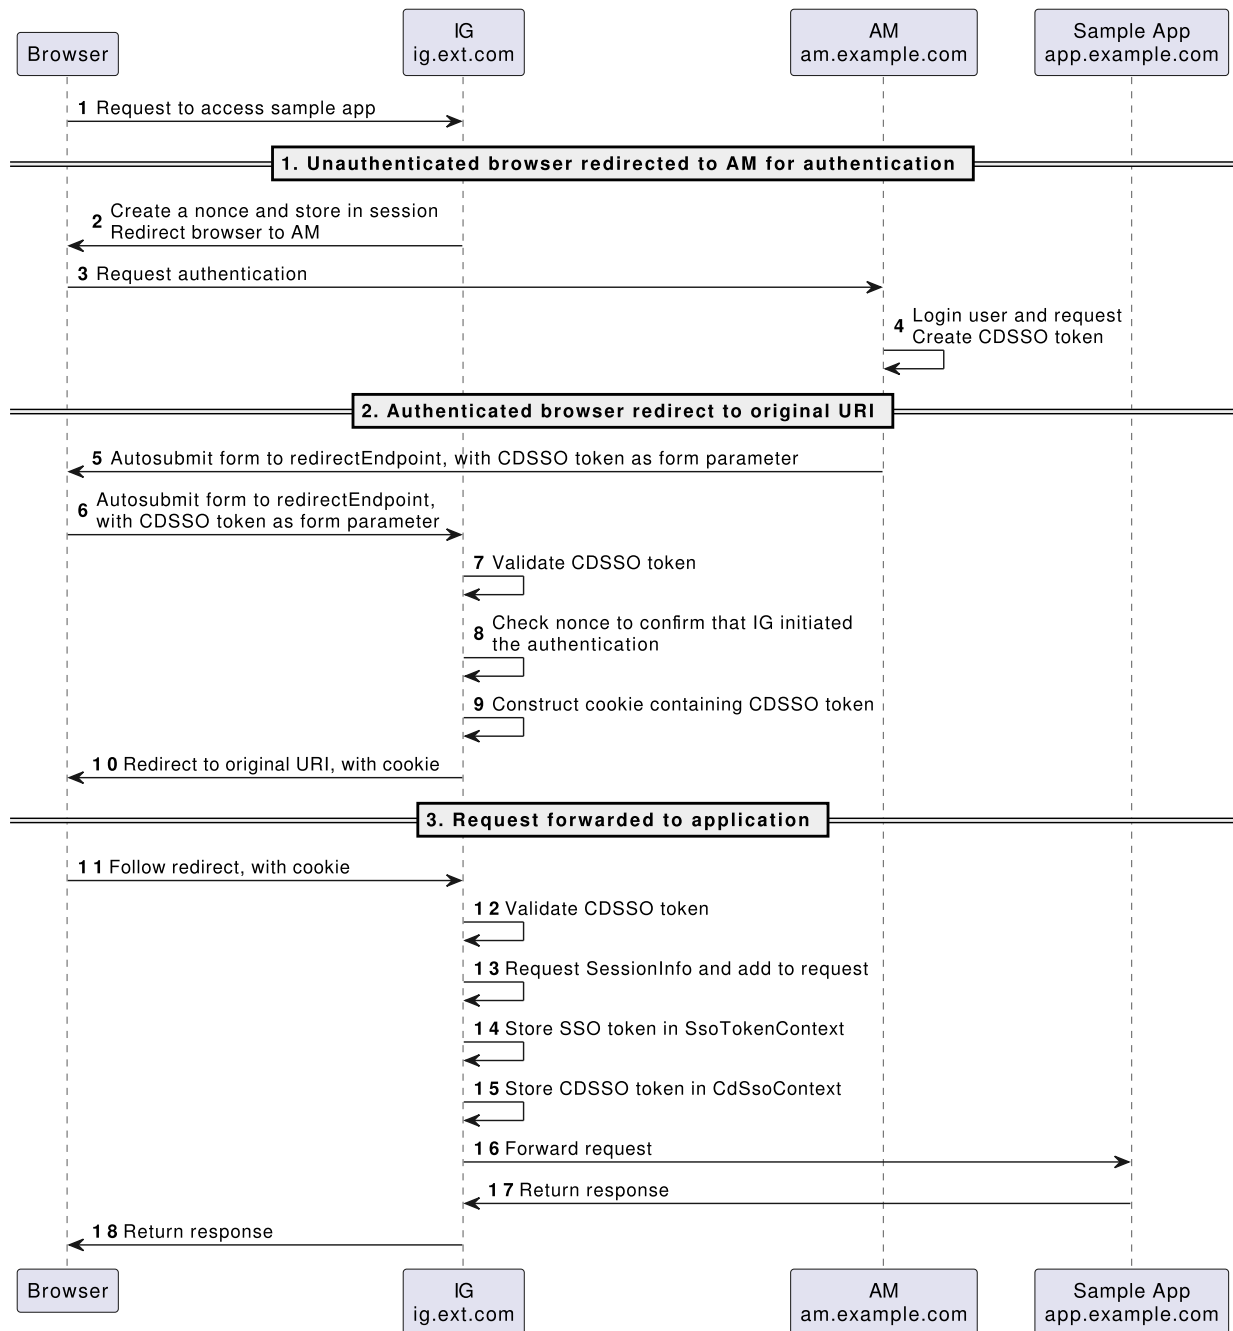 Browser
IG
ig.ext.com
AM
am.example.com
Sample App
app.example.com
1 Request to access sample app
1. Unauthenticated browser redirected to AM for authentication
2 Create a nonce and store in session
Redirect browser to AM
3 Request authentication
4 Login user and request
Create CDSSO token
2. Authenticated browser redirect to original URI
5 Autosubmit form to redirectEndpoint, with CDSSO token as form parameter
6 Autosubmit form to redirectEndpoint,
with CDSSO token as form parameter
7 Validate CDSSO token
8 Check nonce to confirm that IG initiated
the authentication
9 Construct cookie containing CDSSO token
10 Redirect to original URI, with cookie
3. Request forwarded to application
11 Follow redirect, with cookie
12 Validate CDSSO token
13 Request SessionInfo and add to request
14 Store SSO token in SsoTokenContext
15 Store CDSSO token in CdSsoContext
16 Forward request
17 Return response
18 Return response
Browser
IG
ig.ext.com
AM
am.example.com
Sample App
app.example.com